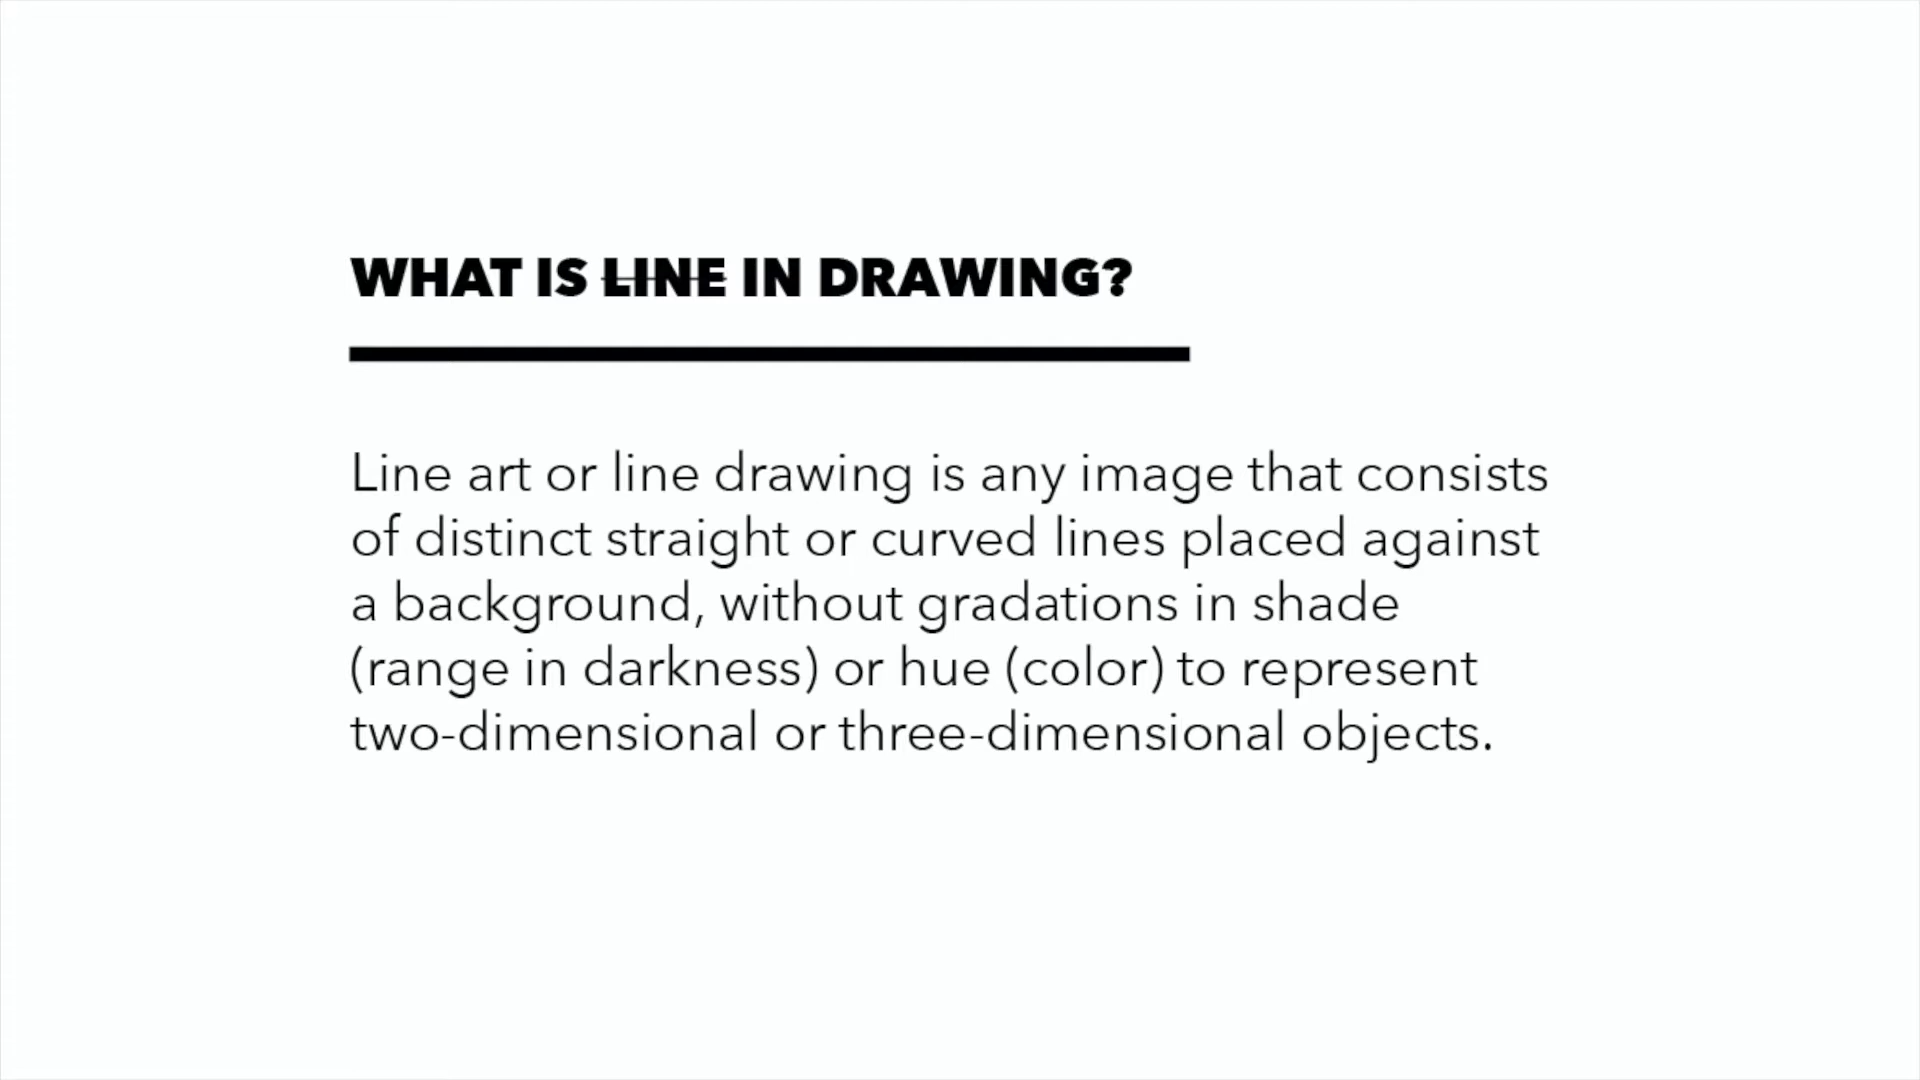 WHAT IS LINE IN DRAWING?
Line art or line drawing is any image that consists
of distinct straight or curved lines placed against
a background, without gradations in shade
(range in darkness) or hue (color) to represent
two-dimensional or three-dimensional objects.